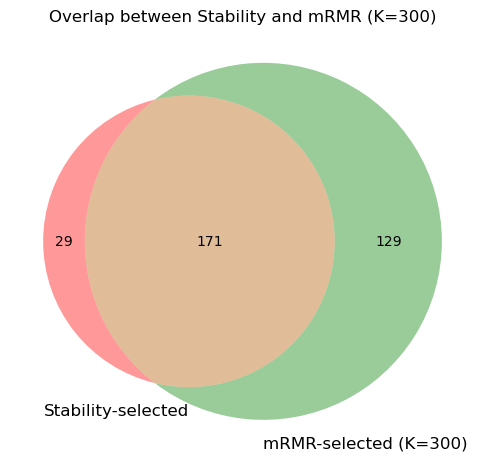 Overlap between Stability and mRMR (K=300)
29
171
129
Stability-selected
mRMR-selected (K=300)